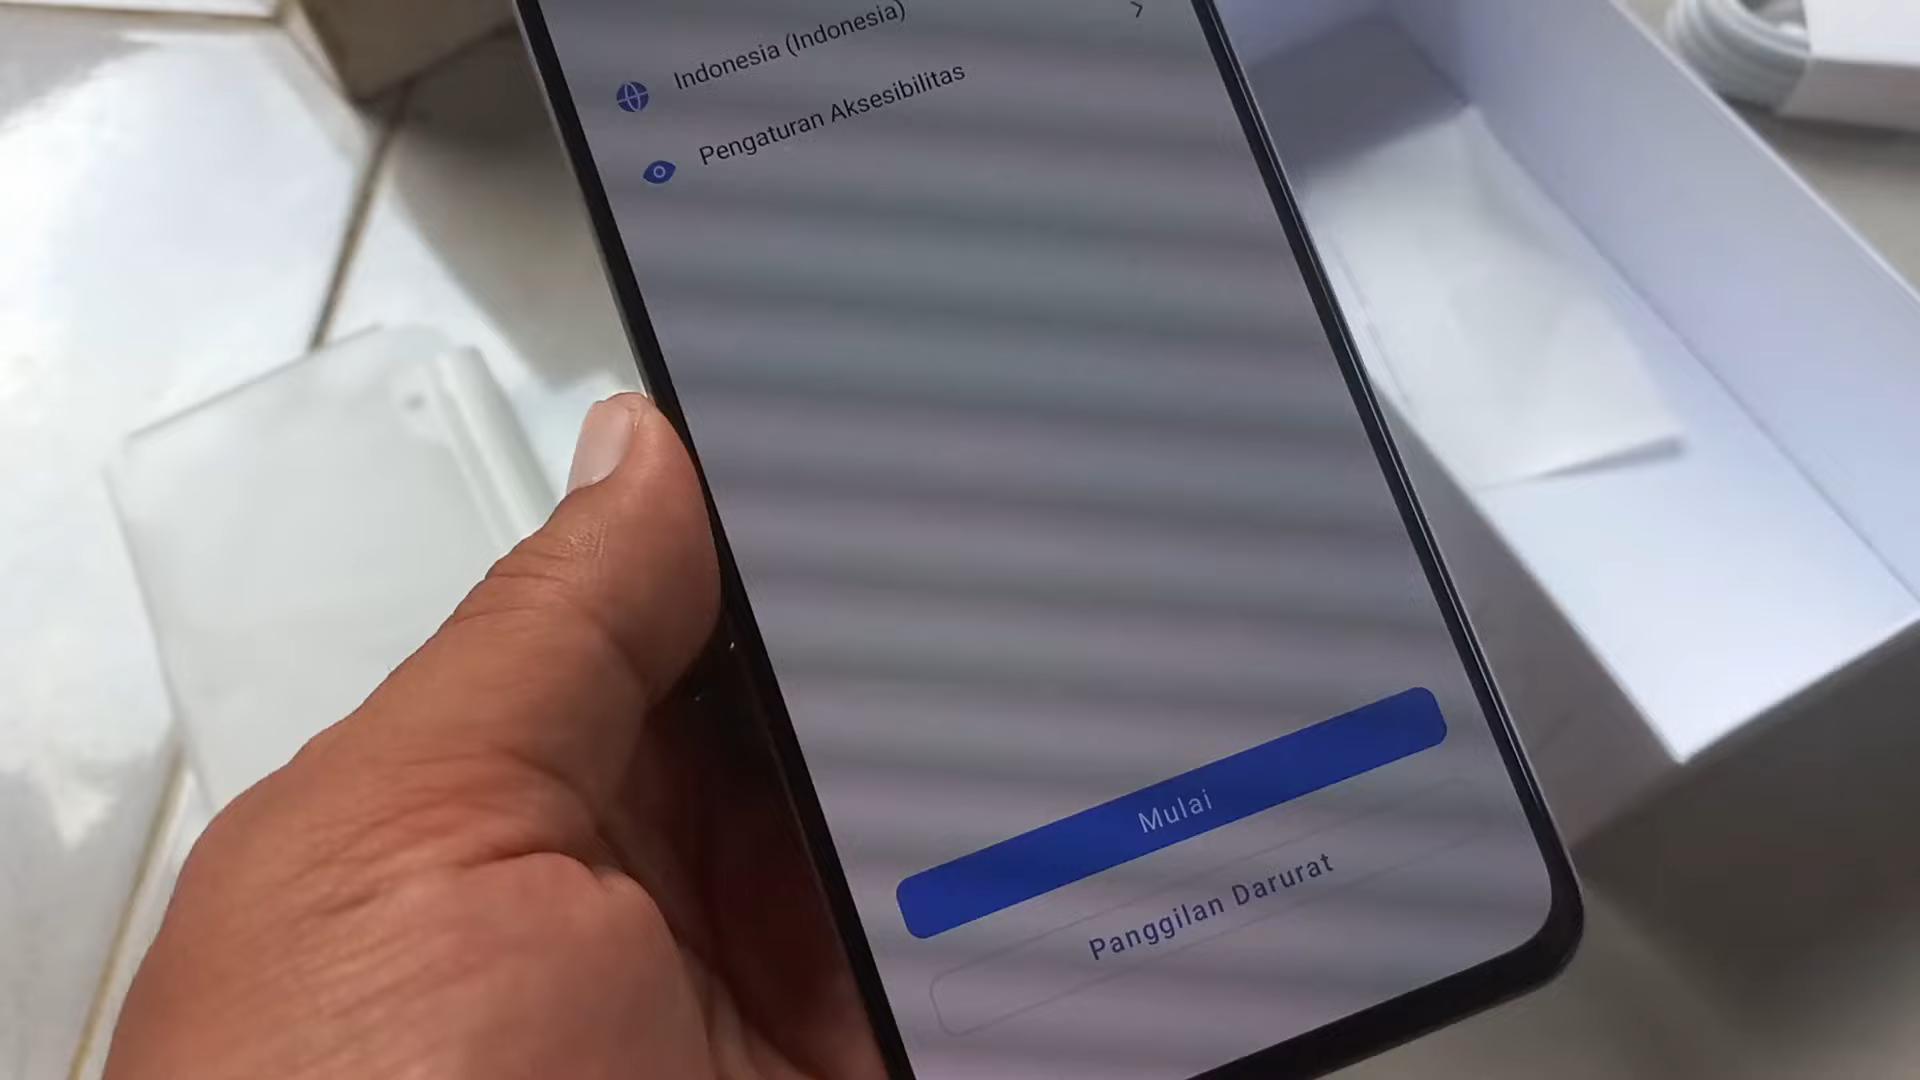 Indonesia (Indonesia)
Pengaturan Aksesibilitas
Mulai
Panggilan Darurat